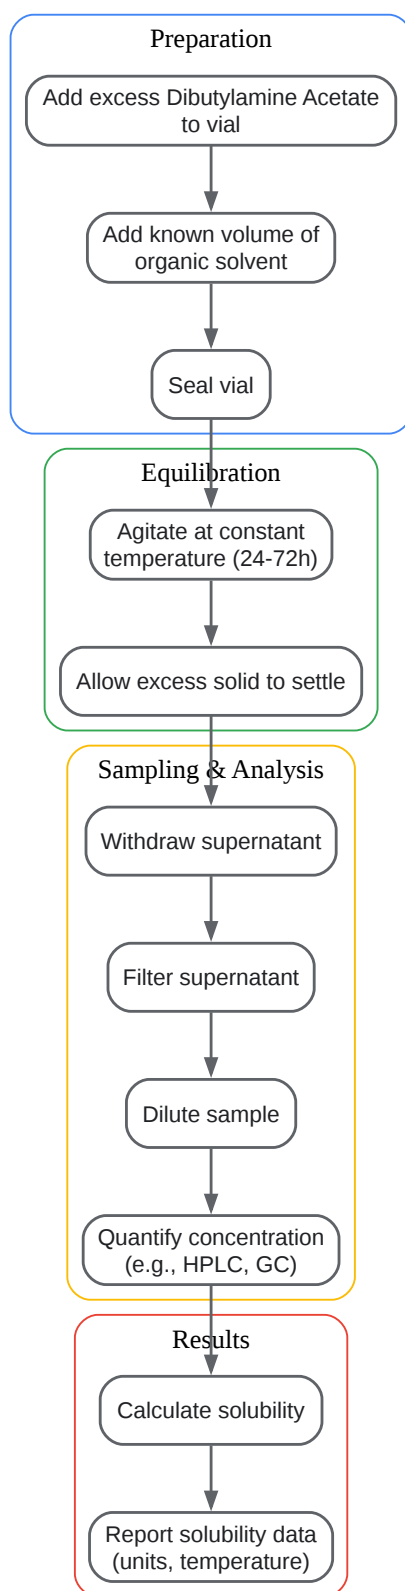 Preparation
Add excess Dibutylamine Acetate
to vial
Add known volume of
organic solvent
Seal vial
Equilibration
Agitate at constant
temperature (24-72h)
Allow excess solid to settle
Sampling & Analysis
Withdraw supernatant
Filter supernatant
Dilute sample
Quantify concentration
(e.g., HPLC, GC)
Results
Calculate solubility
Report solubility data
(units, temperature)